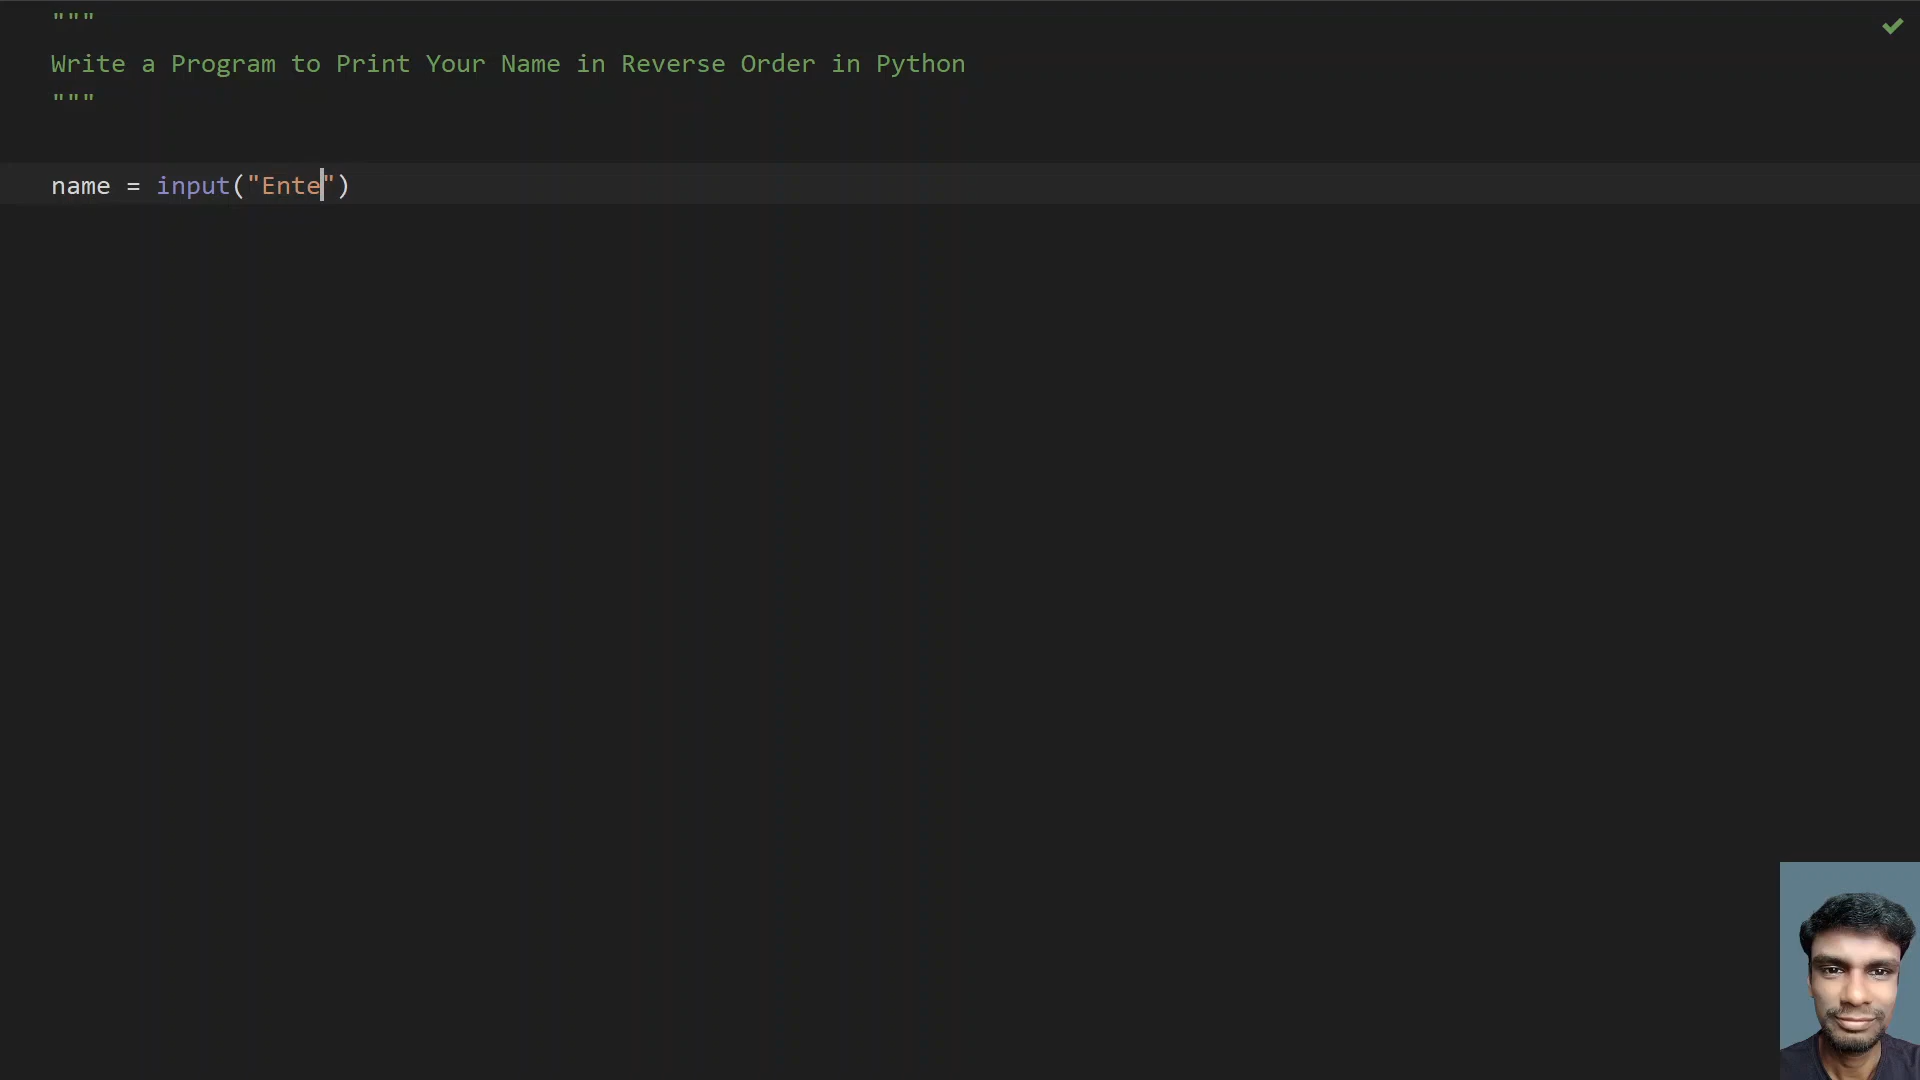 """
Write a Program to Print Your Name in Reverse Order in Python
"""
name = input("Ente")